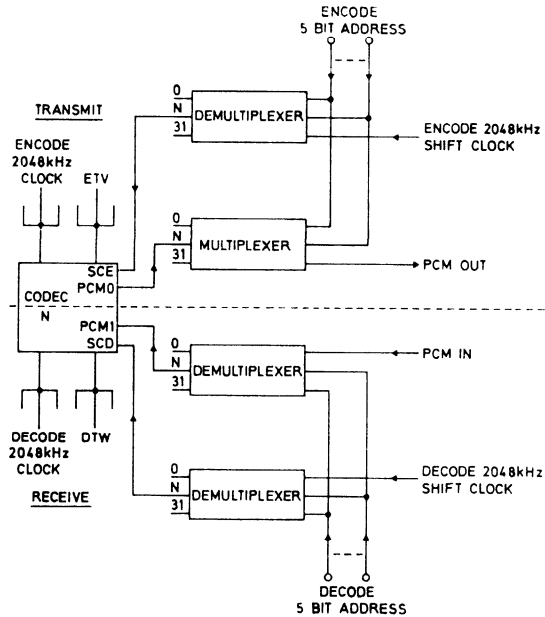 ENCODE
5 BIT ADDRESS
TRANSMIT
0
N
31
DEMULTIPLEXER
ENCODE 2048kHz
SHIFT CLOCK
ENCODE
2048kHz
CLOCK
ETV
0
N
31
MULTIPLEXER
PCM OUT
SCE
PCM0
CODEC
N
PCM1
SCD
0
N
31
DEMULTIPLEXER
PCM IN
DECODE
2048kHz
CLOCK
DTW
RECEIVE
0
N
31
DEMULTIPLEXER
DECODE 2048kHz
SHIFT CLOCK
DECODE
5 BIT ADDRESS